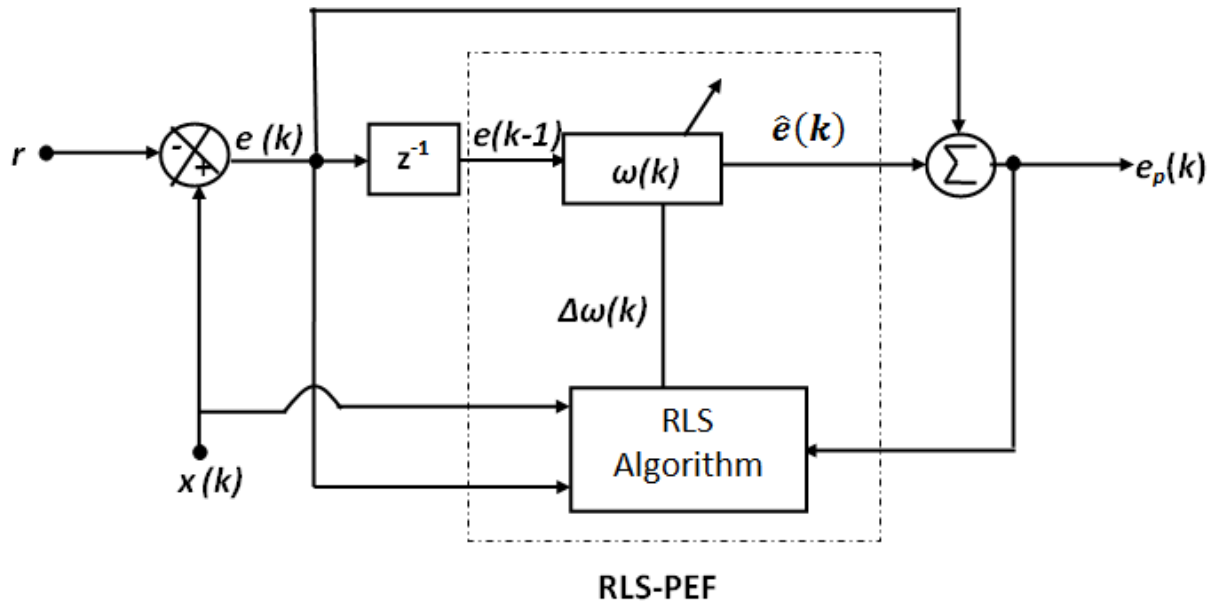 r
-
+
e (k)
z⁻¹
e(k-1)
ω(k)
ê(k)
Σ
eₚ(k)
Δω(k)
x (k)
RLS
Algorithm
RLS-PEF